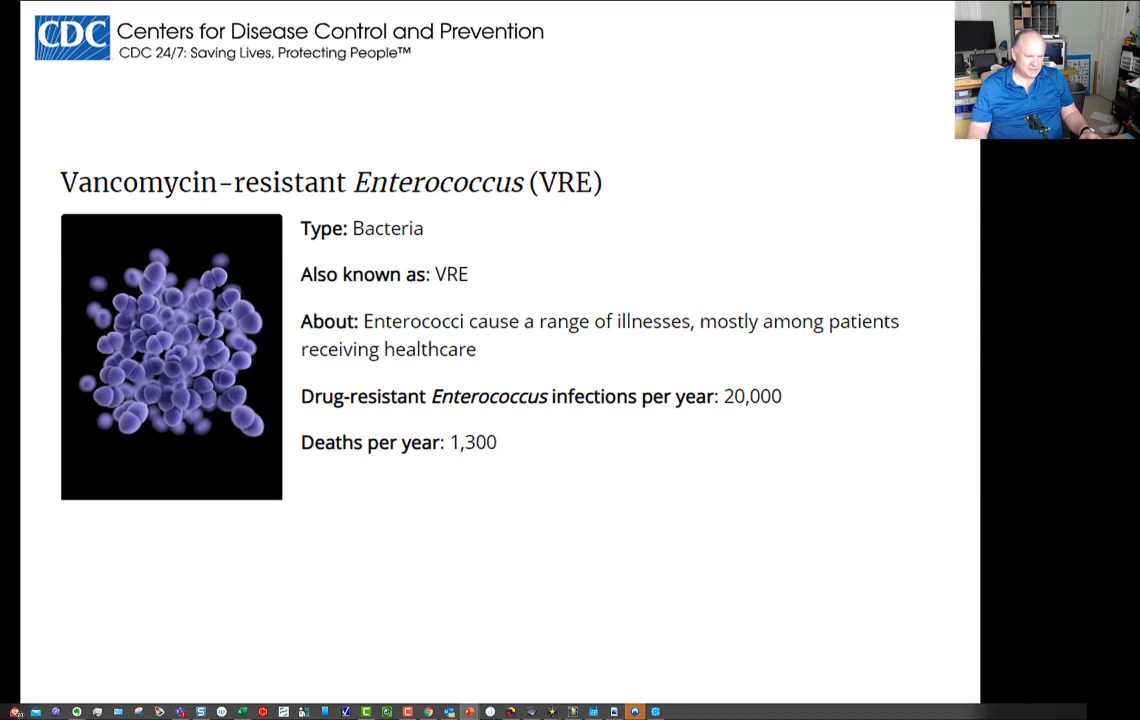 CDC
Centers for Disease Control and Prevention
CDC 24/7: Saving Lives, Protecting People™
Vancomycin-resistant Enterococcus (VRE)
Type: Bacteria
Also known as: VRE
About: Enterococci cause a range of illnesses, mostly among patients
receiving healthcare
Drug-resistant Enterococcus infections per year: 20,000
Deaths per year: 1,300